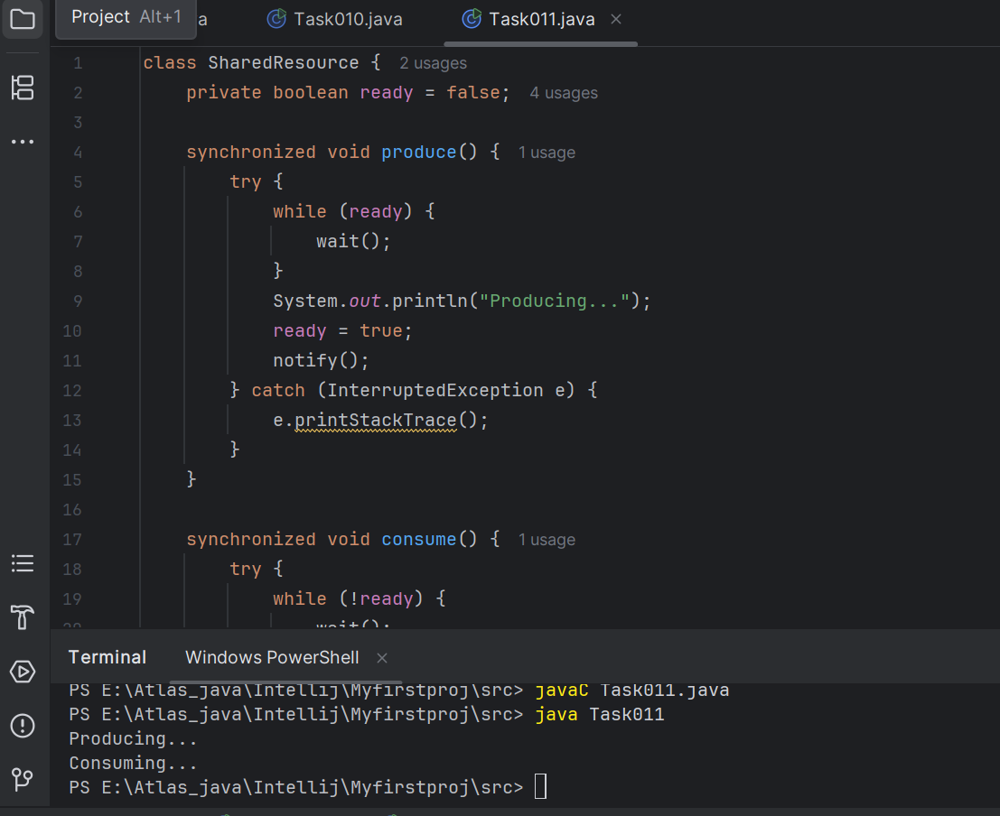 Project Alt+1 a Task010.java Task011.java
1 class SharedResource { 2 usages
2 private boolean ready = false; 4 usages
3
4 synchronized void produce() { 1 usage
5 try {
6 while (ready) {
7 wait();
8 }
9 System.out.println("Producing...");
10 ready = true;
11 notify();
12 } catch (InterruptedException e) {
13 e.printStackTrace();
14 }
15 }
16
17 synchronized void consume() { 1 usage
18 try {
19 while (!ready) {
20 wait();
Terminal Windows PowerShell
PS E:\Atlas_java\Intellij\Myfirstproj\src> javaC Task011.java
PS E:\Atlas_java\Intellij\Myfirstproj\src> java Task011
Producing...
Consuming...
PS E:\Atlas_java\Intellij\Myfirstproj\src>